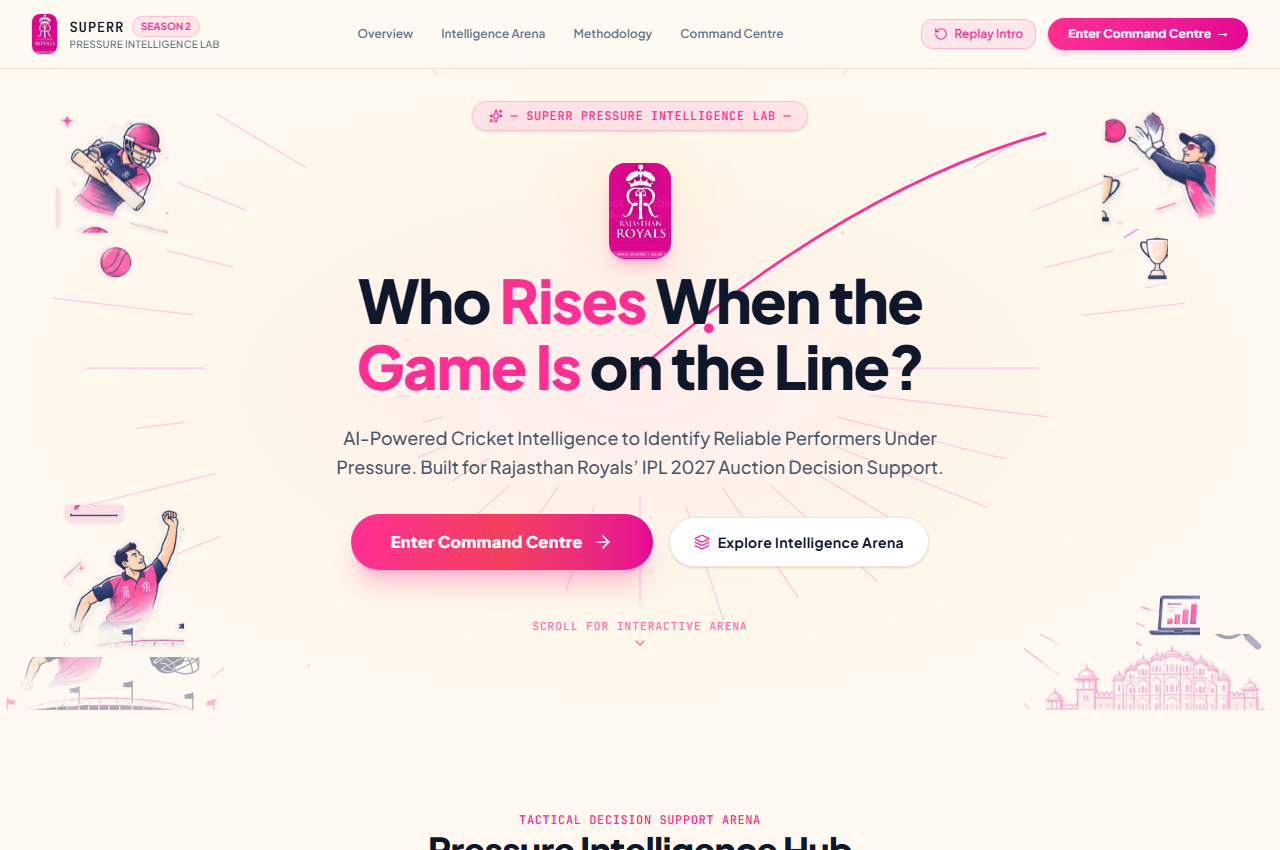 SUPERR SEASON 2
PRESSURE INTELLIGENCE LAB
Overview Intelligence Arena Methodology Command Centre
Replay Intro
Enter Command Centre →
— SUPERR PRESSURE INTELLIGENCE LAB —
RAJASTHAN
ROYALS
Who Rises When the
Game Is on the Line?
AI-Powered Cricket Intelligence to Identify Reliable Performers Under
Pressure. Built for Rajasthan Royals’ IPL 2027 Auction Decision Support.
Enter Command Centre →
Explore Intelligence Arena
SCROLL FOR INTERACTIVE ARENA
TACTICAL DECISION SUPPORT ARENA
Pressure Intelligence Hub